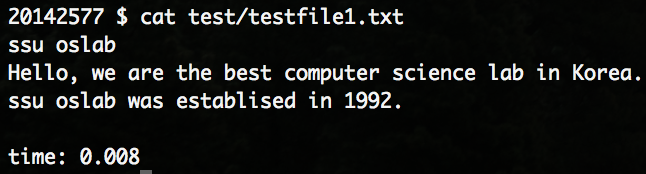 20142577 $ cat test/testfile1.txt
ssu oslab
Hello, we are the best computer science lab in Korea.
ssu oslab was establised in 1992.
time: 0.008